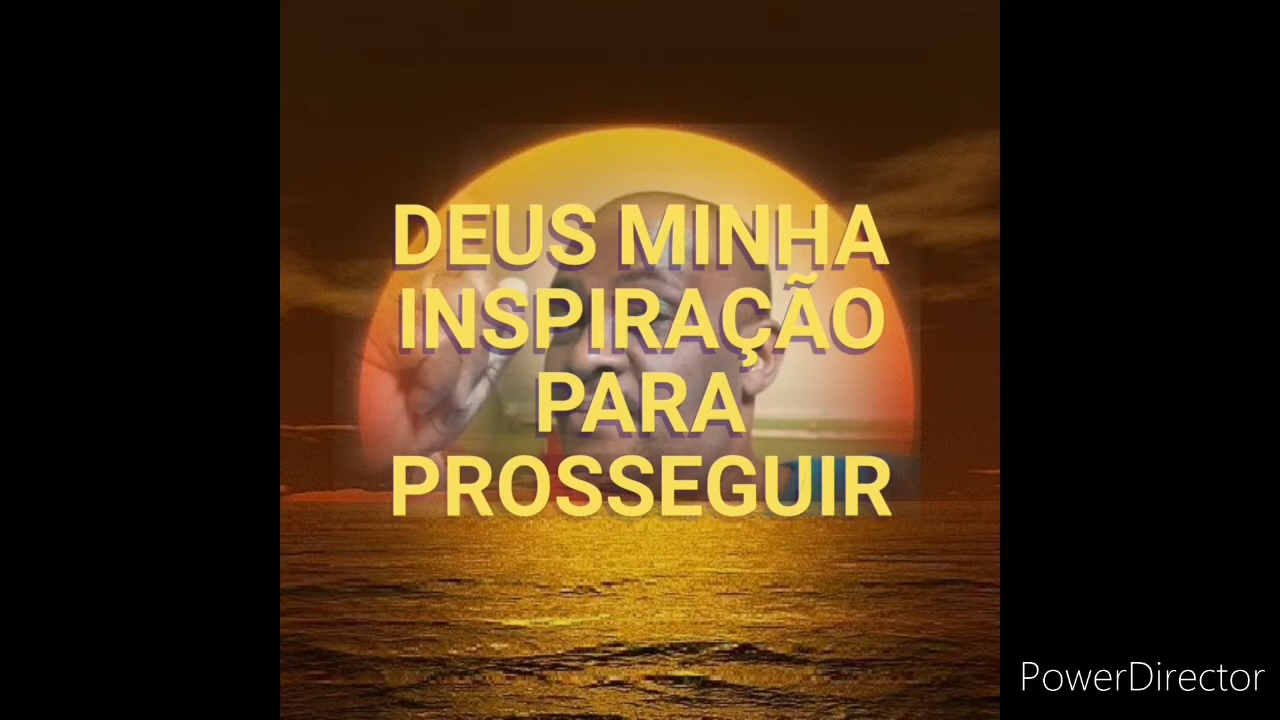 DEUS MINHA
INSPIRAÇÃO
PARA
PROSSEGUIR
PowerDirector